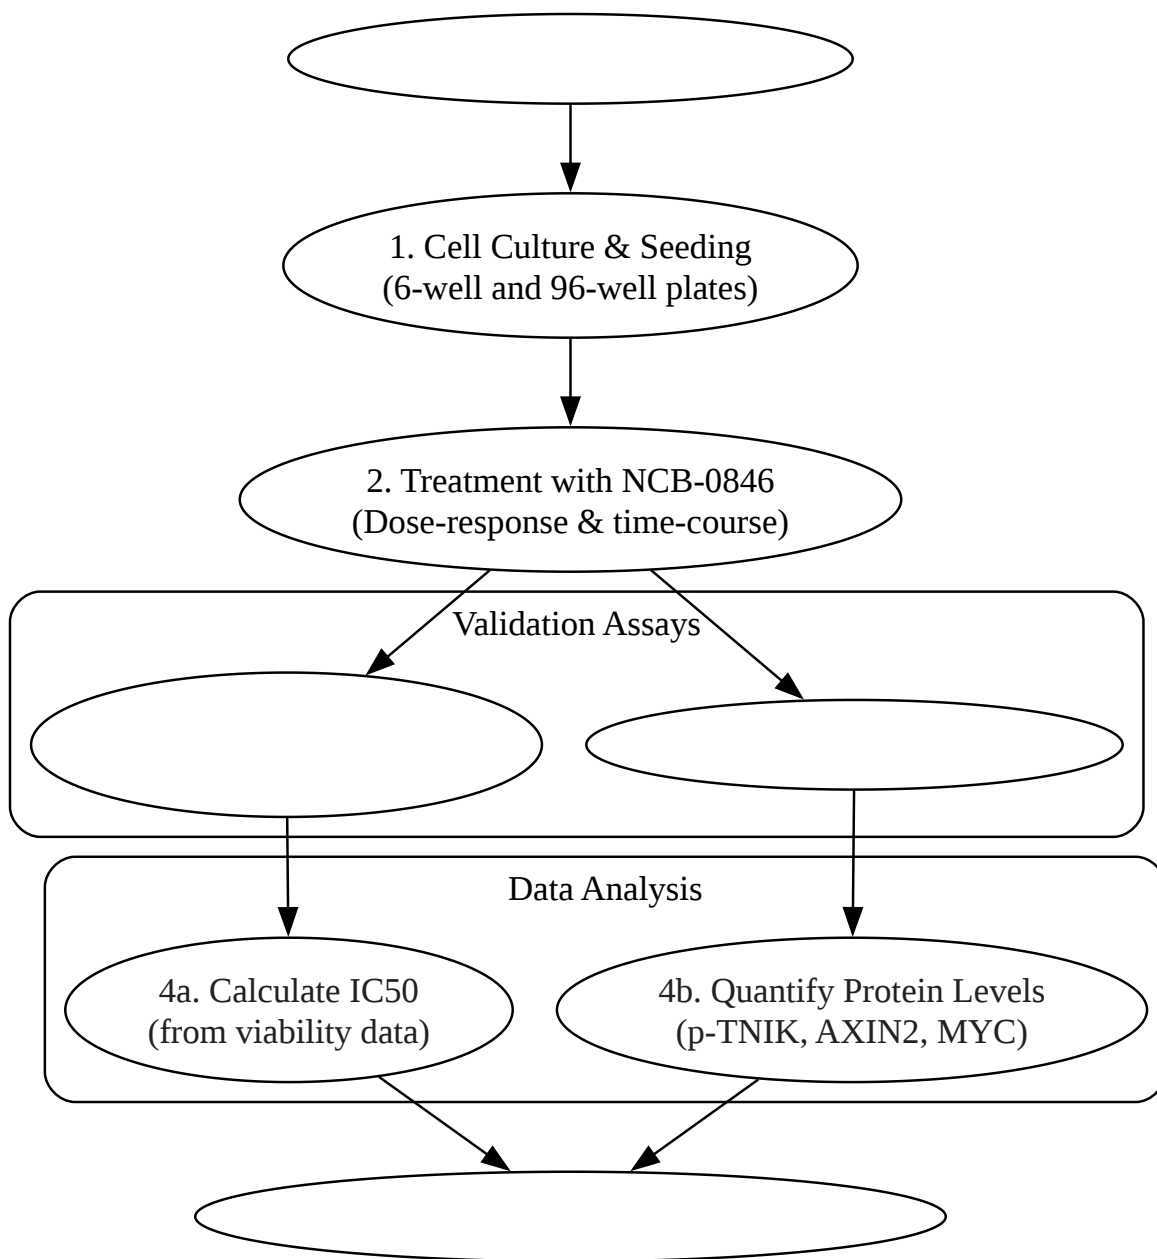 1. Cell Culture & Seeding
(6-well and 96-well plates)
2. Treatment with NCB-0846
(Dose-response & time-course)
Validation Assays
Data Analysis
4a. Calculate IC50
(from viability data)
4b. Quantify Protein Levels
(p-TNIK, AXIN2, MYC)